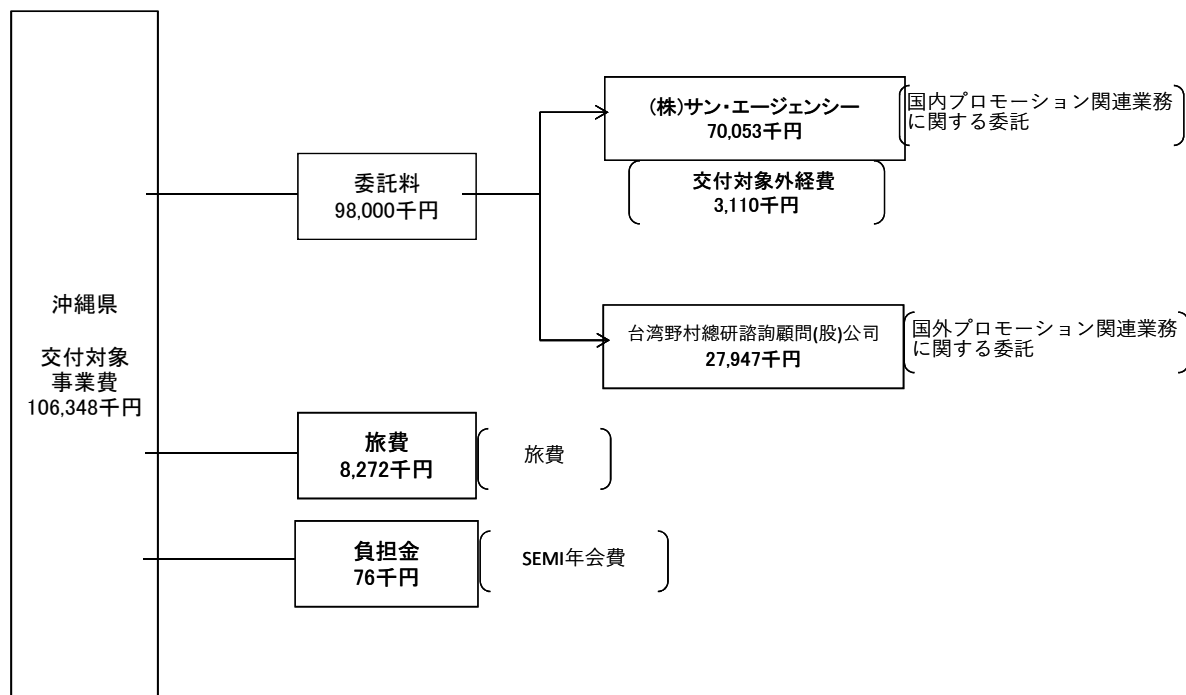 沖縄県
交付対象
事業費
106,348千円
委託料
98,000千円
(株)サン・エージェンシー
70,053千円
国内プロモーション関連業務
に関する委託
交付対象外経費
3,110千円
台湾野村總研諮詢顧問(股)公司
27,947千円
国外プロモーション関連業務
に関する委託
旅費
8,272千円
旅費
負担金
76千円
SEMI年会費